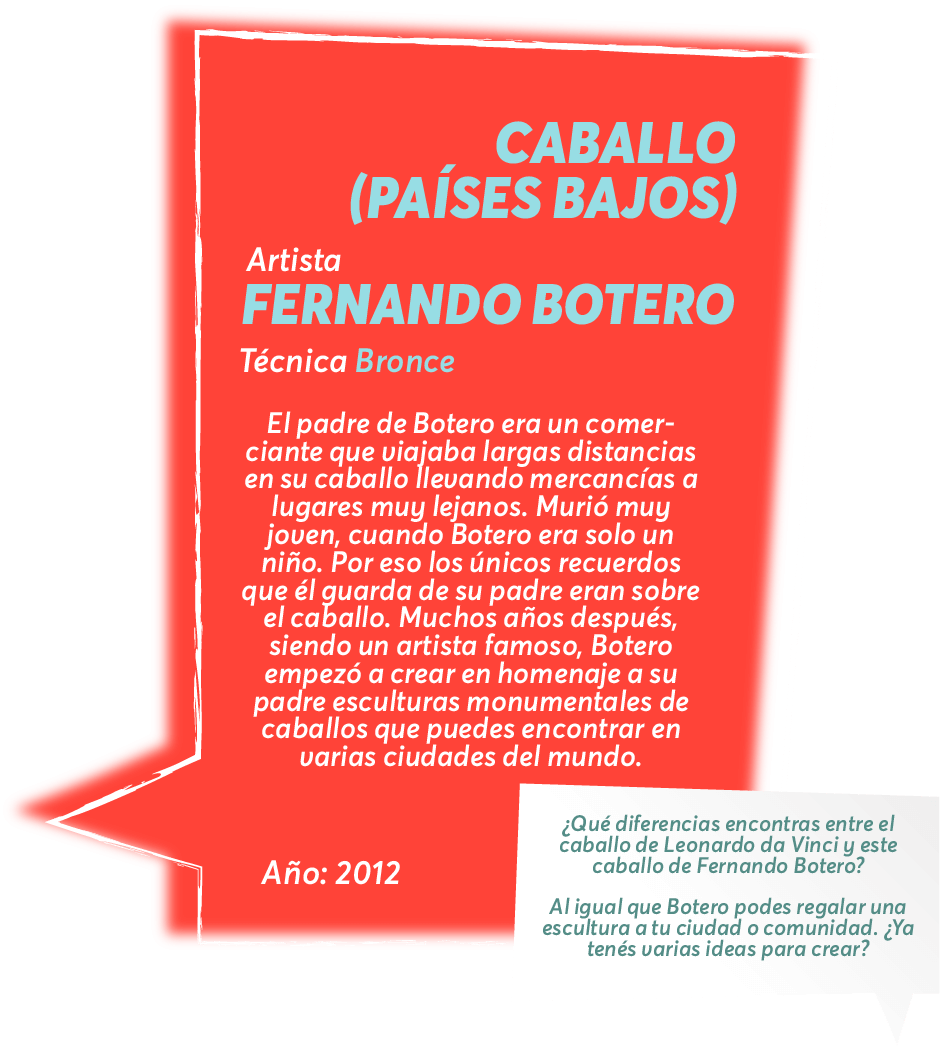 CABALLO
(PAÍSES BAJOS)
Artista
FERNANDO BOTERO
Técnica Bronce
El padre de Botero era un comer-
ciante que viajaba largas distancias
en su caballo llevando mercancías a
lugares muy lejanos. Murió muy
joven, cuando Botero era solo un
niño. Por eso los únicos recuerdos
que él guarda de su padre eran sobre
el caballo. Muchos años después,
siendo un artista famoso, Botero
empezó a crear en homenaje a su
padre esculturas monumentales de
caballos que puedes encontrar en
varias ciudades del mundo.
Año: 2012
¿Qué diferencias encontras entre el
caballo de Leonardo da Vinci y este
caballo de Fernando Botero?
Al igual que Botero podes regalar una
escultura a tu ciudad o comunidad. ¿Ya
tenés varias ideas para crear?